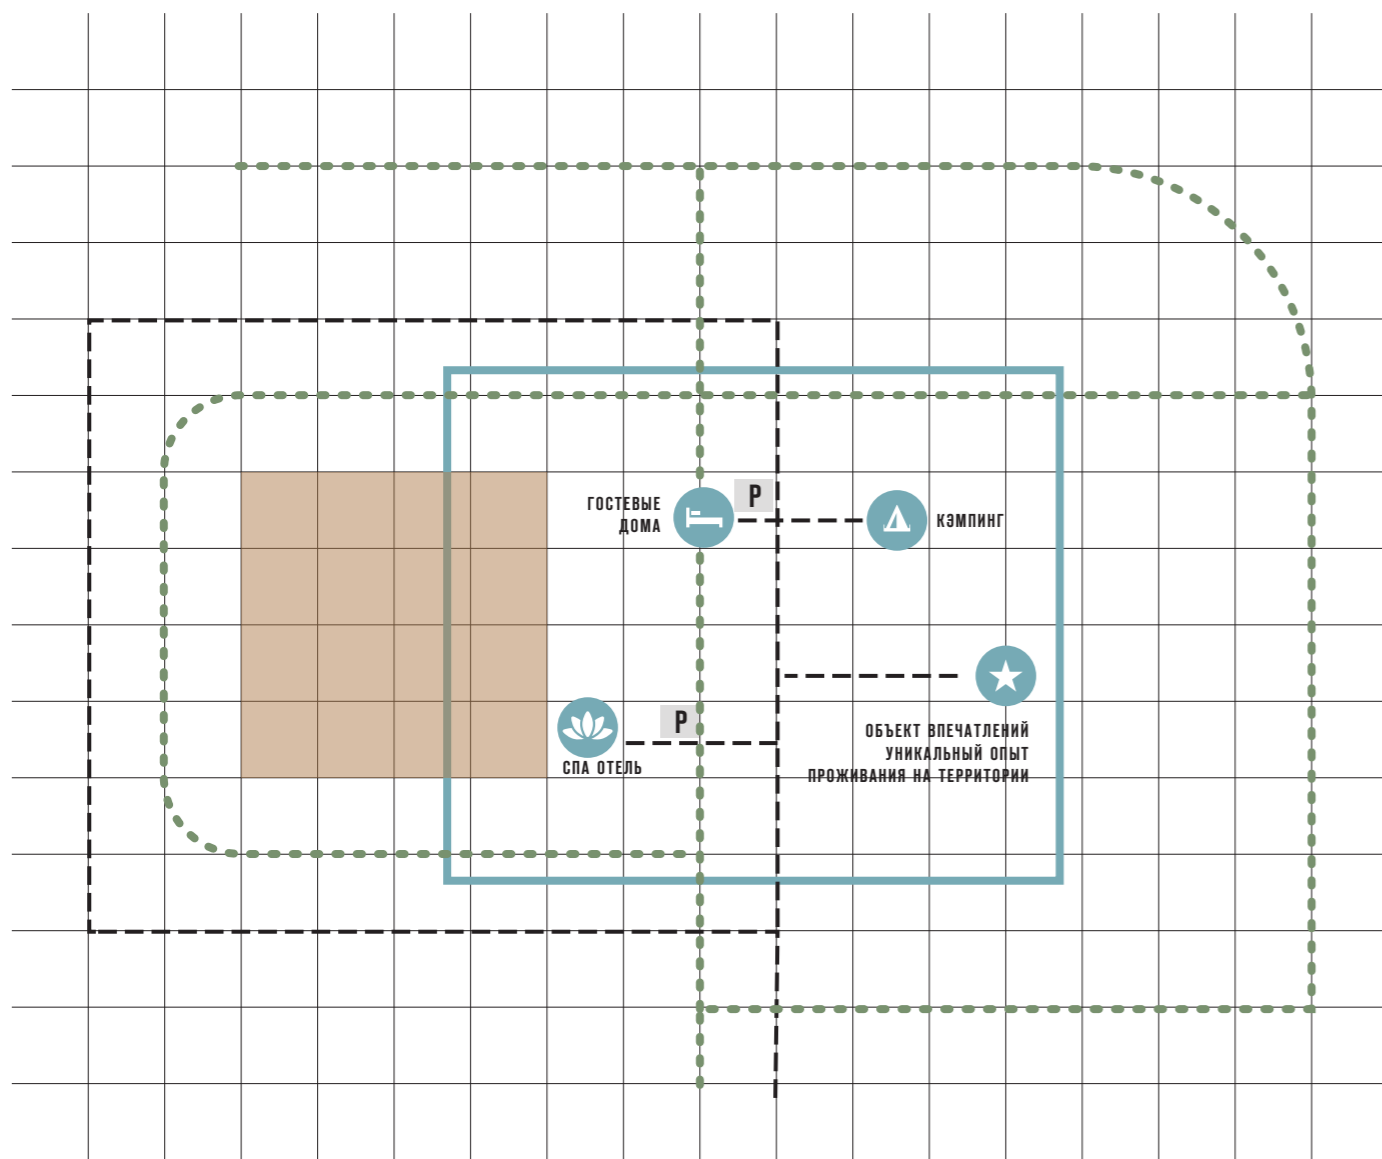 ГОСТЕВЫЕ
ДОМА
P
КЭМПИНГ
P
СПА ОТЕЛЬ
ОБЪЕКТ ВПЕЧАТЛЕНИЙ
УНИКАЛЬНЫЙ ОПЫТ
ПРОЖИВАНИЯ НА ТЕРРИТОРИИ